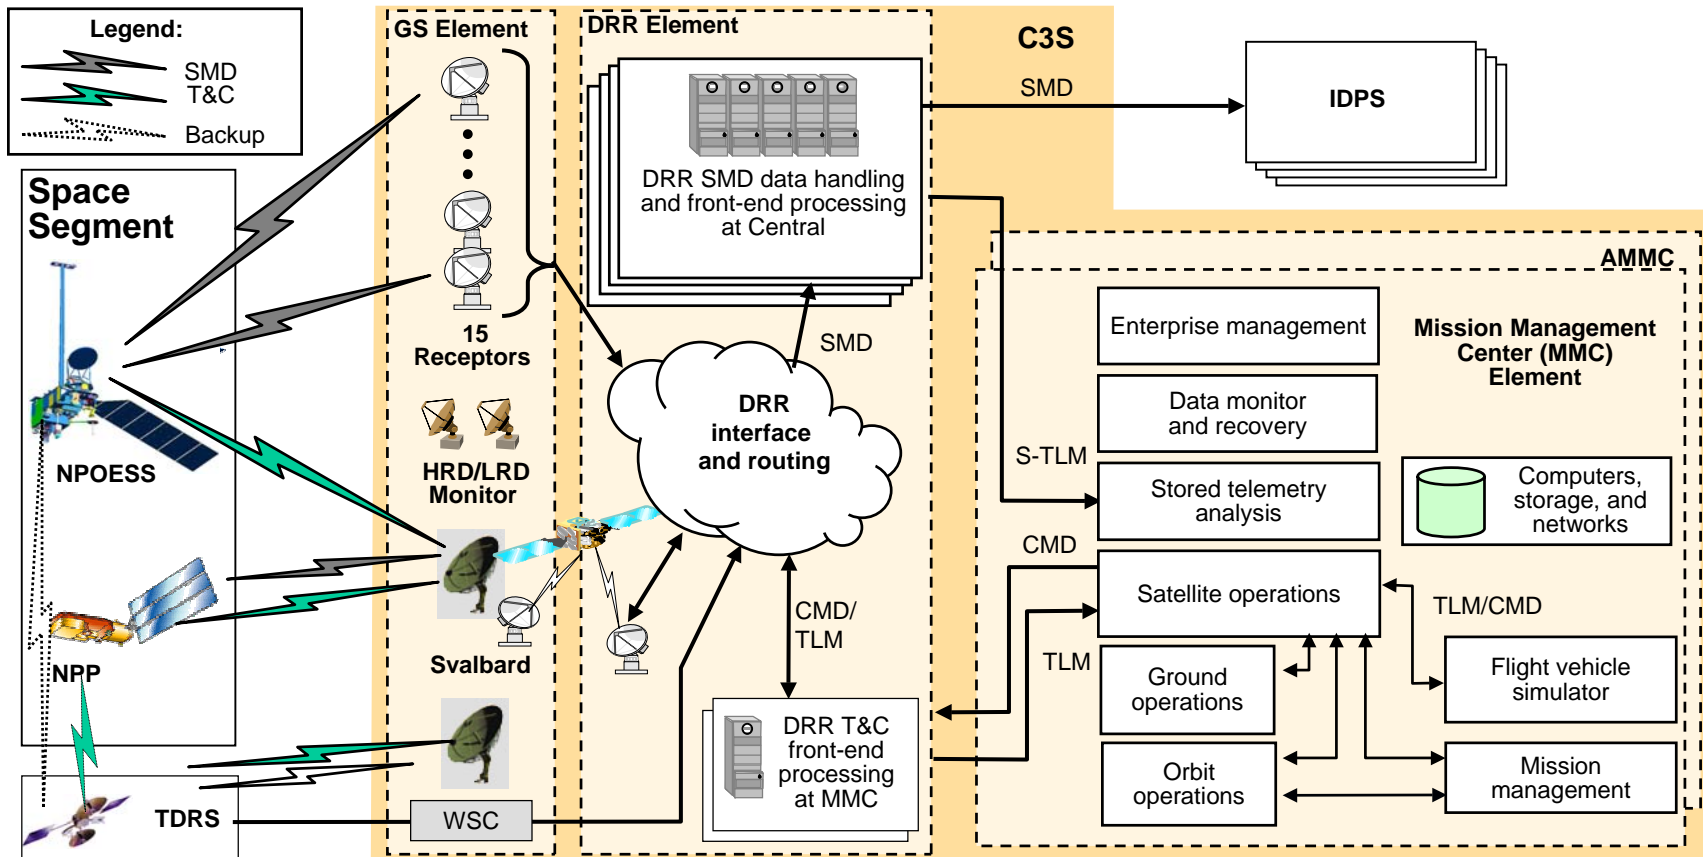 Legend:
SMD
T&C
Backup
Space
Segment
NPOESS
NPP
TDRS
GS Element
15
Receptors
HRD/LRD
Monitor
Svalbard
WSC
DRR Element
DRR SMD data handling
and front-end processing
at Central
SMD
DRR
interface
and routing
CMD/
TLM
DRR T&C
front-end
processing
at MMC
C3S
SMD
IDPS
S-TLM
CMD
TLM
AMMC
Mission Management
Center (MMC)
Element
Enterprise management
Data monitor
and recovery
Stored telemetry
analysis
Computers,
storage, and
networks
Satellite operations
TLM/CMD
Ground
operations
Flight vehicle
simulator
Orbit
operations
Mission
management